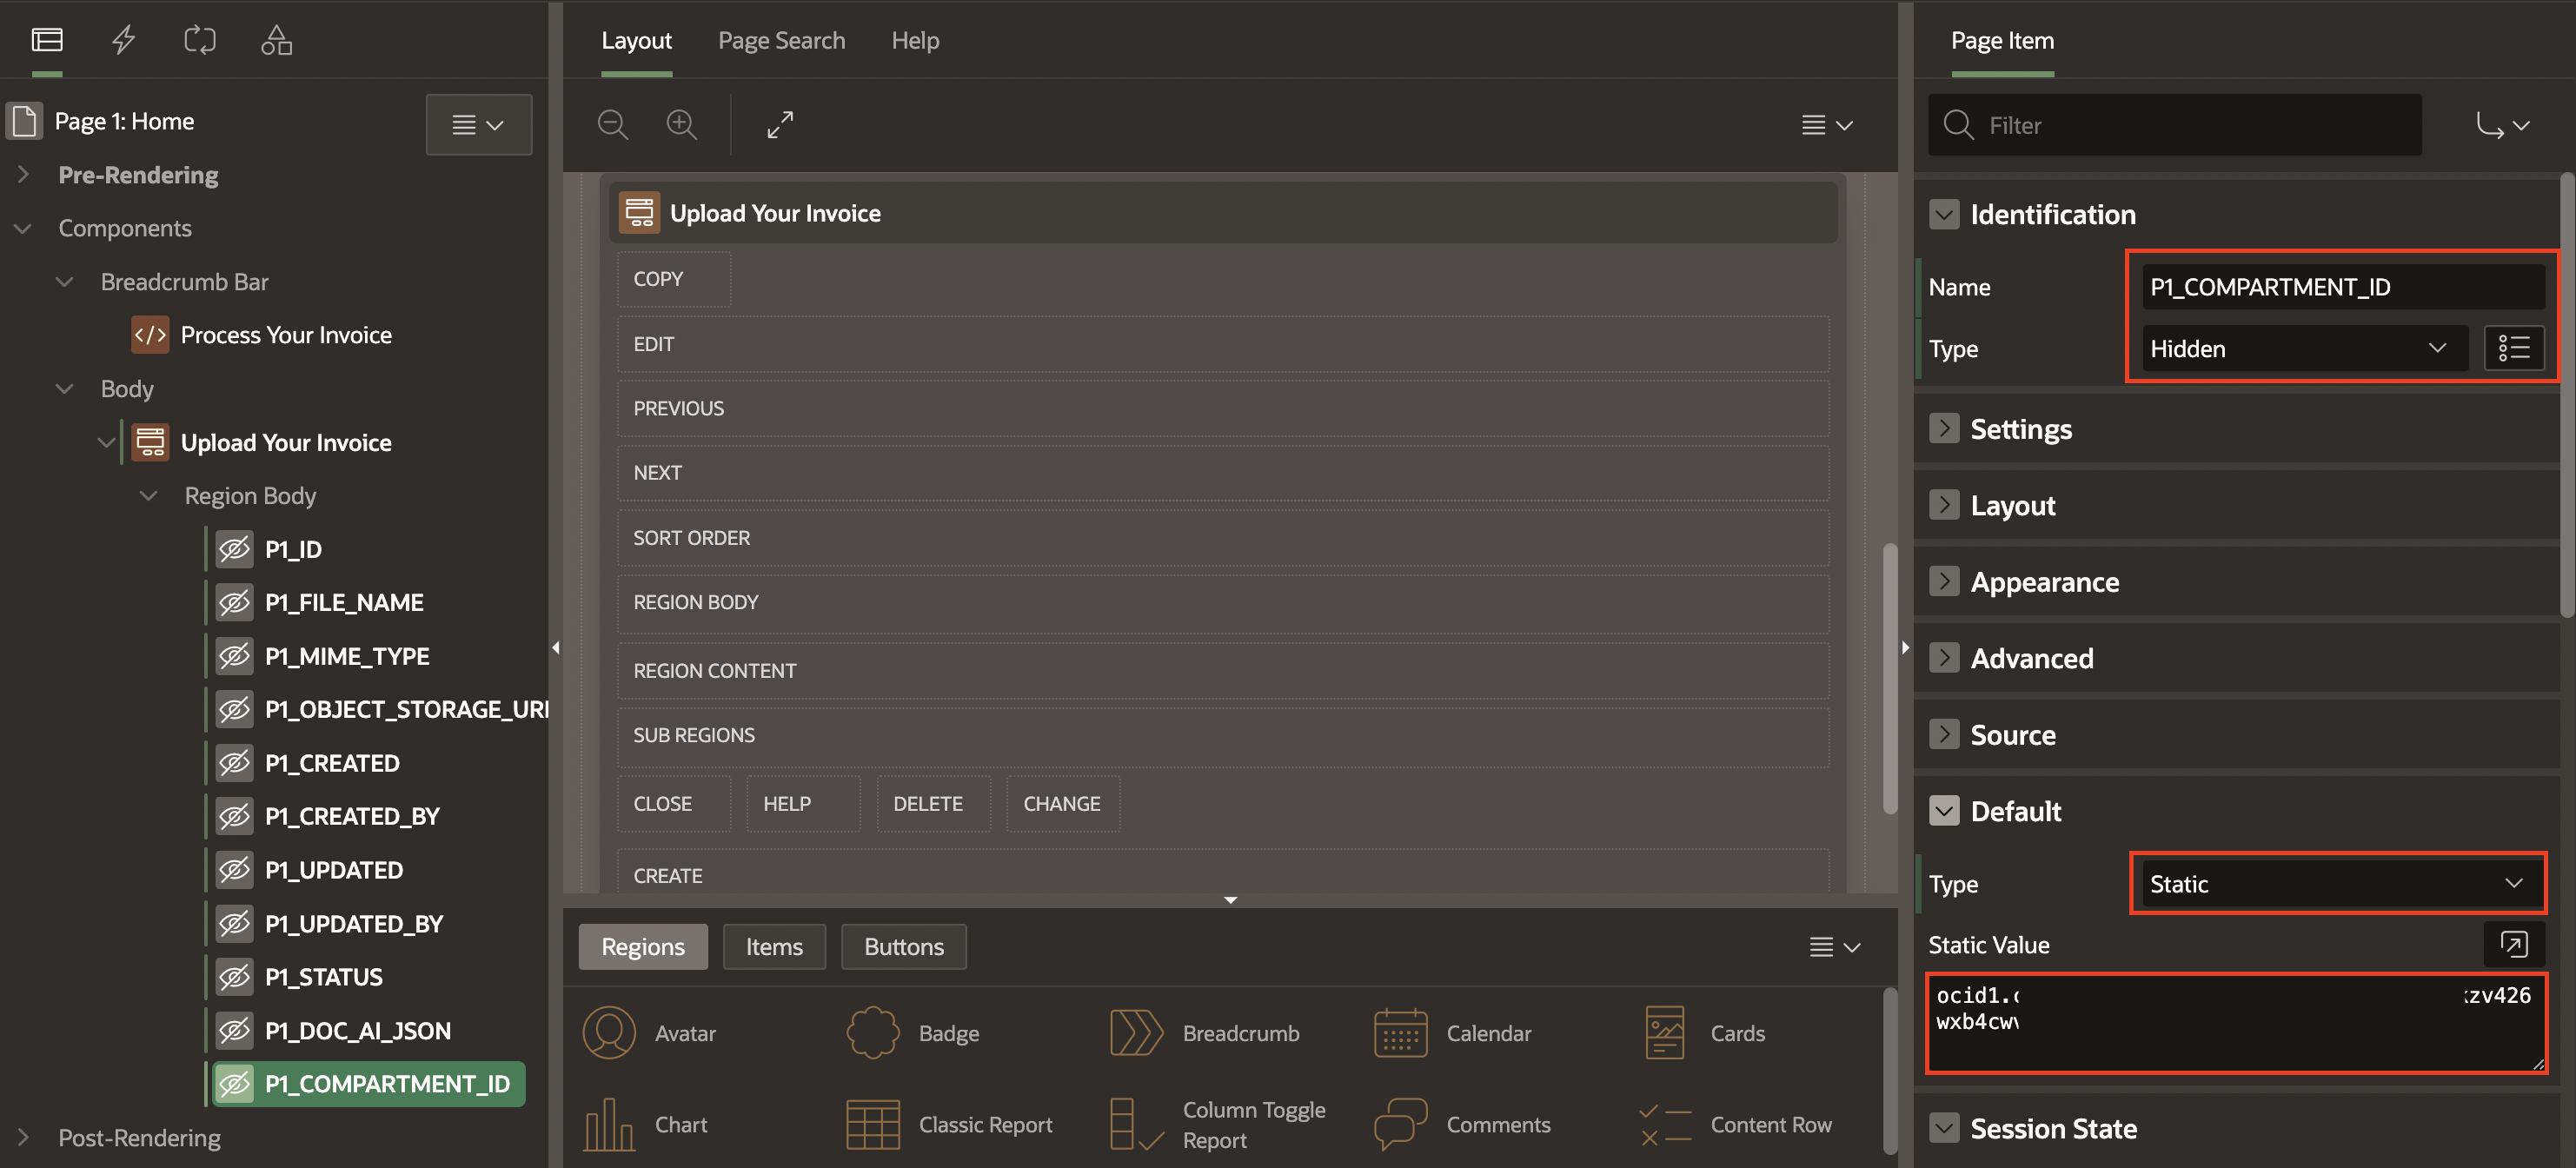 Page 1: Home
Pre-Rendering
Components
Breadcrumb Bar
Process Your Invoice
Body
Upload Your Invoice
Region Body
P1_ID
P1_FILE_NAME
P1_MIME_TYPE
P1_OBJECT_STORAGE_URL
P1_CREATED
P1_CREATED_BY
P1_UPDATED
P1_UPDATED_BY
P1_STATUS
P1_DOC_AI_JSON
P1_COMPARTMENT_ID
Post-Rendering
Layout Page Search Help
Upload Your Invoice
COPY
EDIT
PREVIOUS
NEXT
SORT ORDER
REGION BODY
REGION CONTENT
SUB REGIONS
CLOSE HELP DELETE CHANGE
CREATE
Regions Items Buttons
Avatar Badge Breadcrumb Calendar Cards
Chart Classic Report Column Toggle Report Comments Content Row
Page Item
Filter
Identification
Name P1_COMPARTMENT_ID
Type Hidden
Settings
Layout
Appearance
Advanced
Source
Default
Type Static
Static Value
ocid1. zv426
wxb4cw
Session State